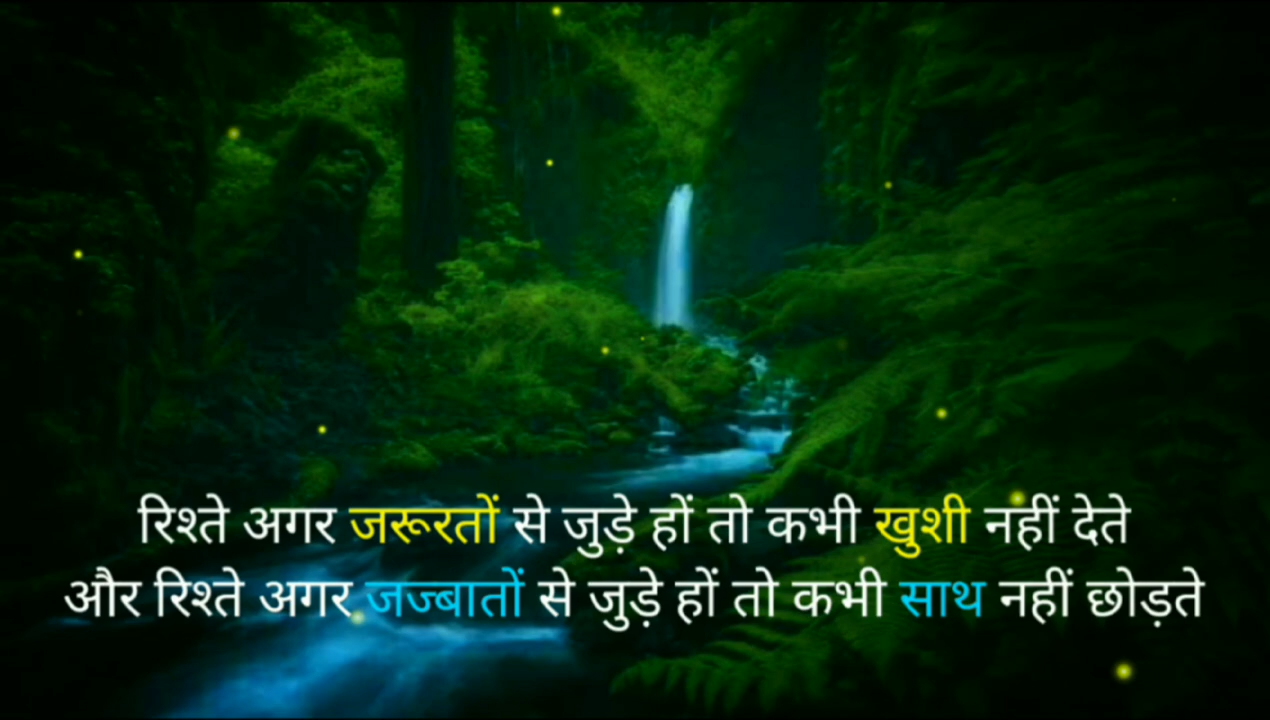 रिश्ते अगर जरूरतों से जुड़े हों तो कभी खुशी नहीं देते
और रिश्ते अगर जज्बातों से जुड़े हों तो कभी साथ नहीं छोड़ते